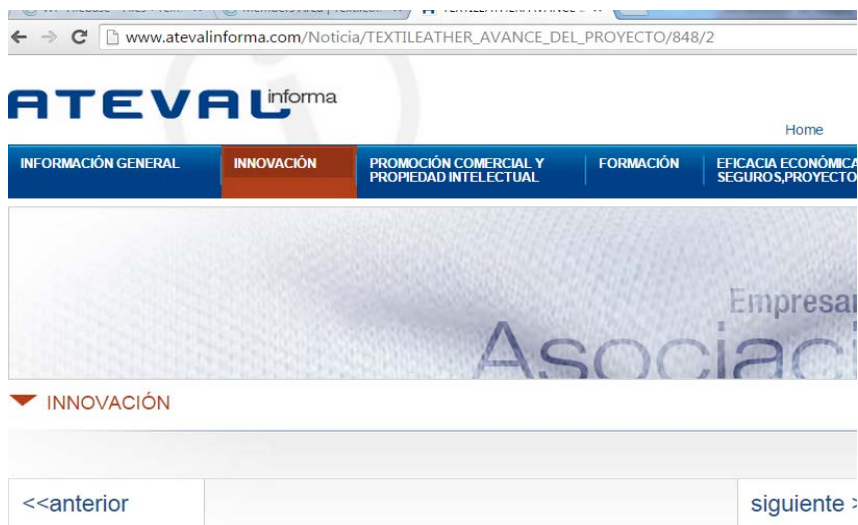 www.atevalinforma.com/Noticia/TEXTILEATHER_AVANCE_DEL_PROYECTO/848/2
ATEVAL informa
Home
INFORMACIÓN GENERAL
INNOVACIÓN
PROMOCIÓN COMERCIAL Y
PROPIEDAD INTELECTUAL
FORMACIÓN
EFICACIA ECONÓMICA
SEGUROS,PROYECTO
Empresar
Asociaci
INNOVACIÓN
<<anterior
siguiente >